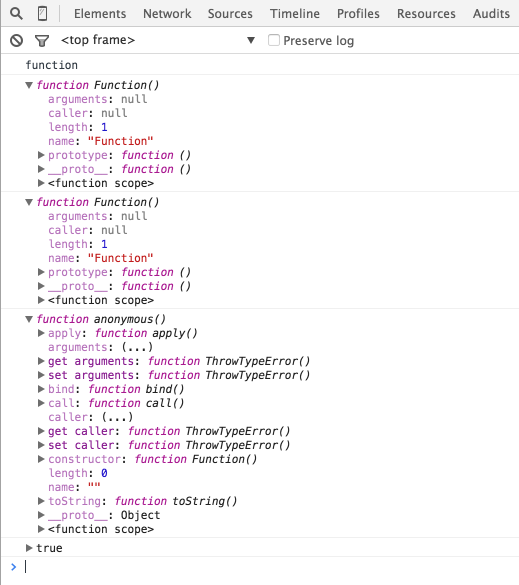 Elements Network Sources Timeline Profiles Resources Audits
<top frame> Preserve log
function
function Function()
arguments: null
caller: null
length: 1
name: "Function"
prototype: function ()
__proto__: function ()
<function scope>
function Function()
arguments: null
caller: null
length: 1
name: "Function"
prototype: function ()
__proto__: function ()
<function scope>
function anonymous()
apply: function apply()
arguments: (...)
get arguments: function ThrowTypeError()
set arguments: function ThrowTypeError()
bind: function bind()
call: function call()
caller: (...)
get caller: function ThrowTypeError()
set caller: function ThrowTypeError()
constructor: function Function()
length: 0
name: ""
toString: function toString()
__proto__: Object
<function scope>
true
>